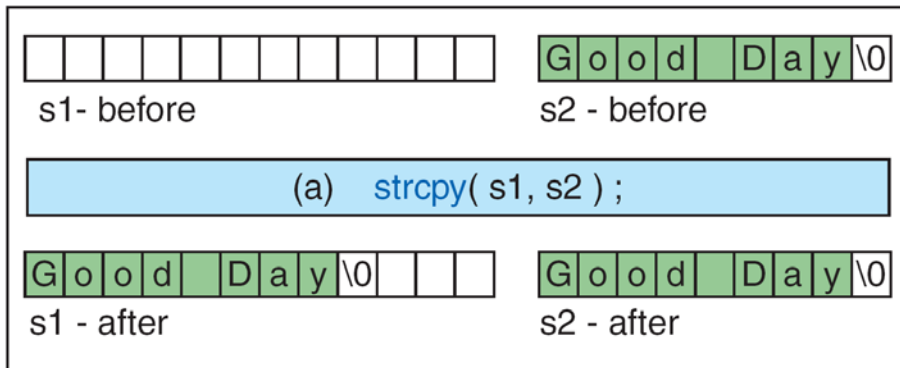 Good Day\0
s1- before s2 - before
(a) strcpy( s1, s2 ) ;
Good Day\0 Good Day\0
s1 - after s2 - after